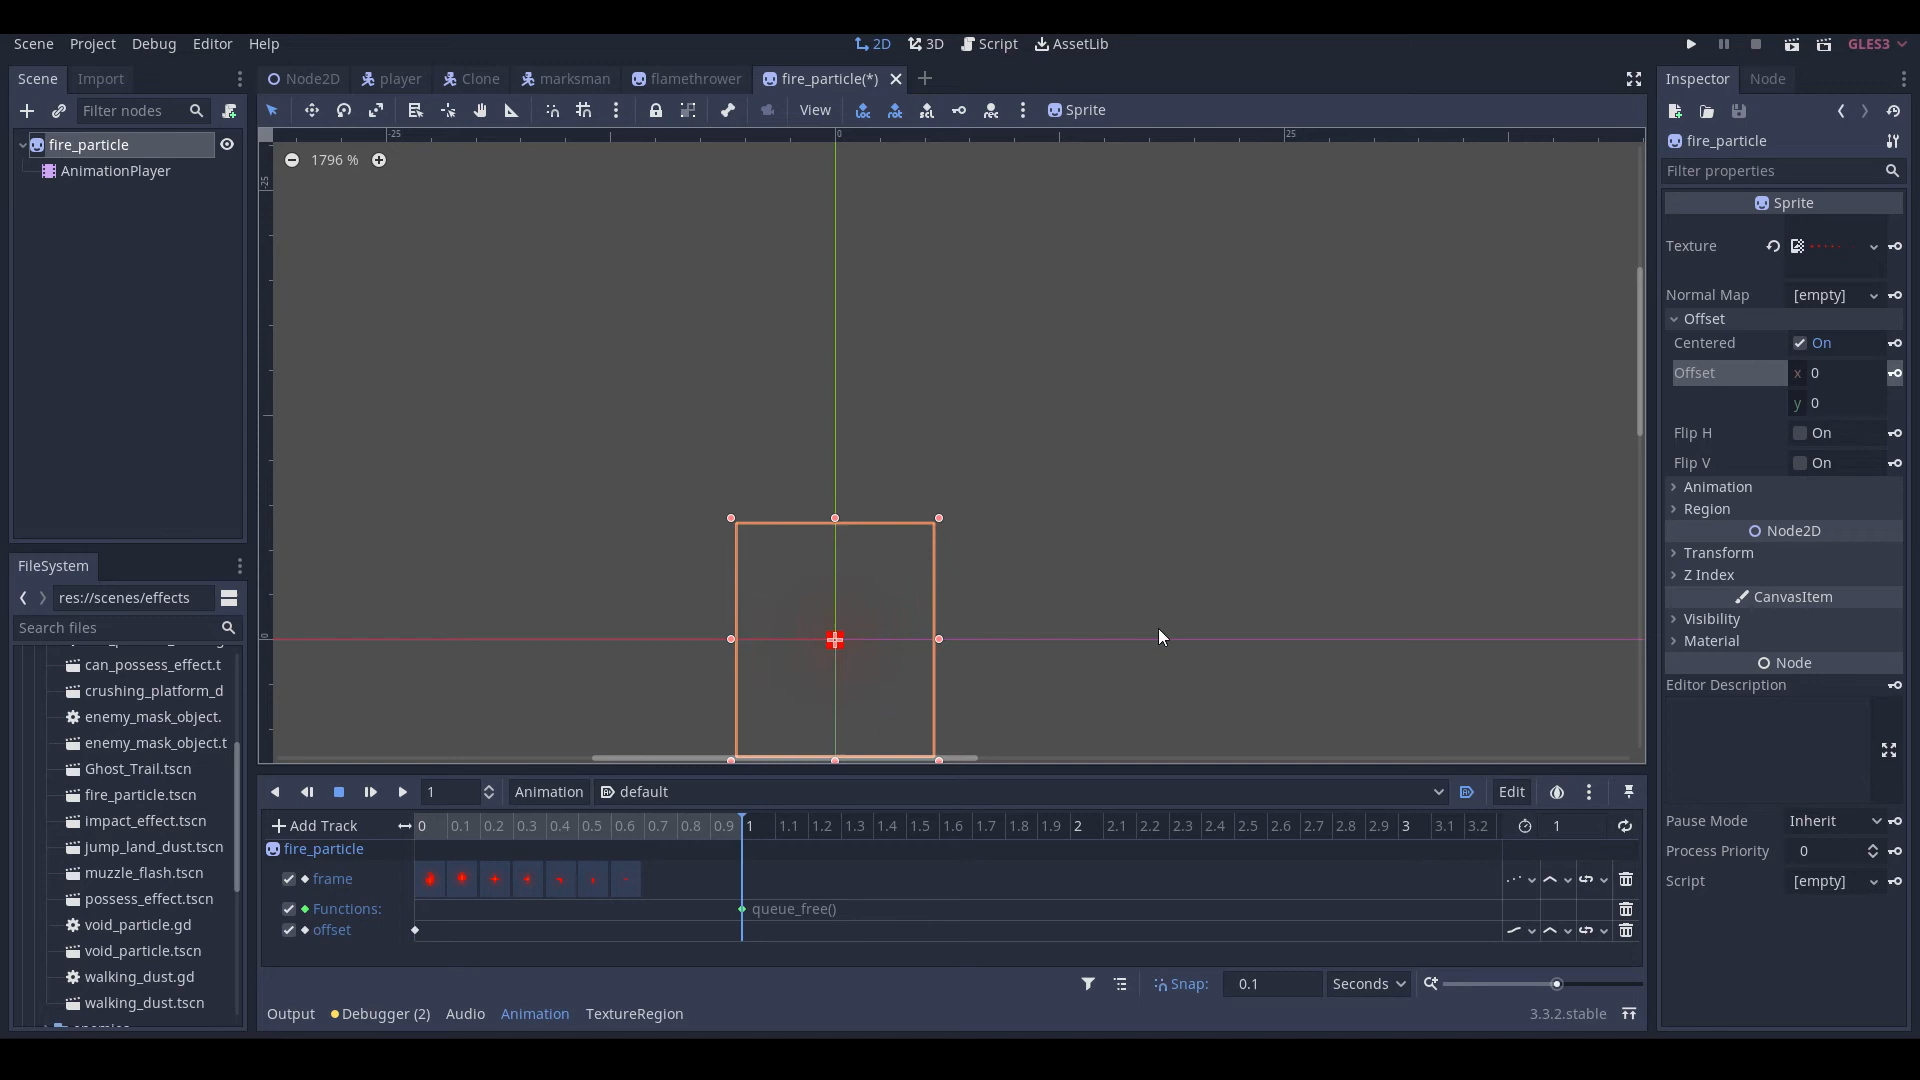 Scene Project Debug Editor Help
2D 3D Script AssetLib
GLES3
Scene Import
Node2D player Clone marksman flamethrower fire_particle(*)
Inspector Node
Filter nodes
View
Sprite
fire_particle
AnimationPlayer
-25 0 25
-25
0
1796 %
fire_particle
Filter properties
Sprite
Texture
Normal Map [empty]
Offset
Centered On
Offset x 0
y 0
Flip H On
Flip V On
Animation
Region
Node2D
Transform
Z Index
CanvasItem
Visibility
Material
Node
Editor Description
Pause Mode Inherit
Process Priority 0
Script [empty]
FileSystem
res://scenes/effects
Search files
can_possess_effect.t
crushing_platform_d
enemy_mask_object.
enemy_mask_object.t
Ghost_Trail.tscn
fire_particle.tscn
impact_effect.tscn
jump_land_dust.tscn
muzzle_flash.tscn
possess_effect.tscn
void_particle.gd
void_particle.tscn
walking_dust.gd
walking_dust.tscn
1 Animation default Edit
Add Track 0 0.1 0.2 0.3 0.4 0.5 0.6 0.7 0.8 0.9 1 1.1 1.2 1.3 1.4 1.5 1.6 1.7 1.8 1.9 2 2.1 2.2 2.3 2.4 2.5 2.6 2.7 2.8 2.9 3 3.1 3.2 1
fire_particle
frame
Functions: queue_free()
offset
Snap: 0.1 Seconds
Output Debugger (2) Audio Animation TextureRegion 3.3.2.stable